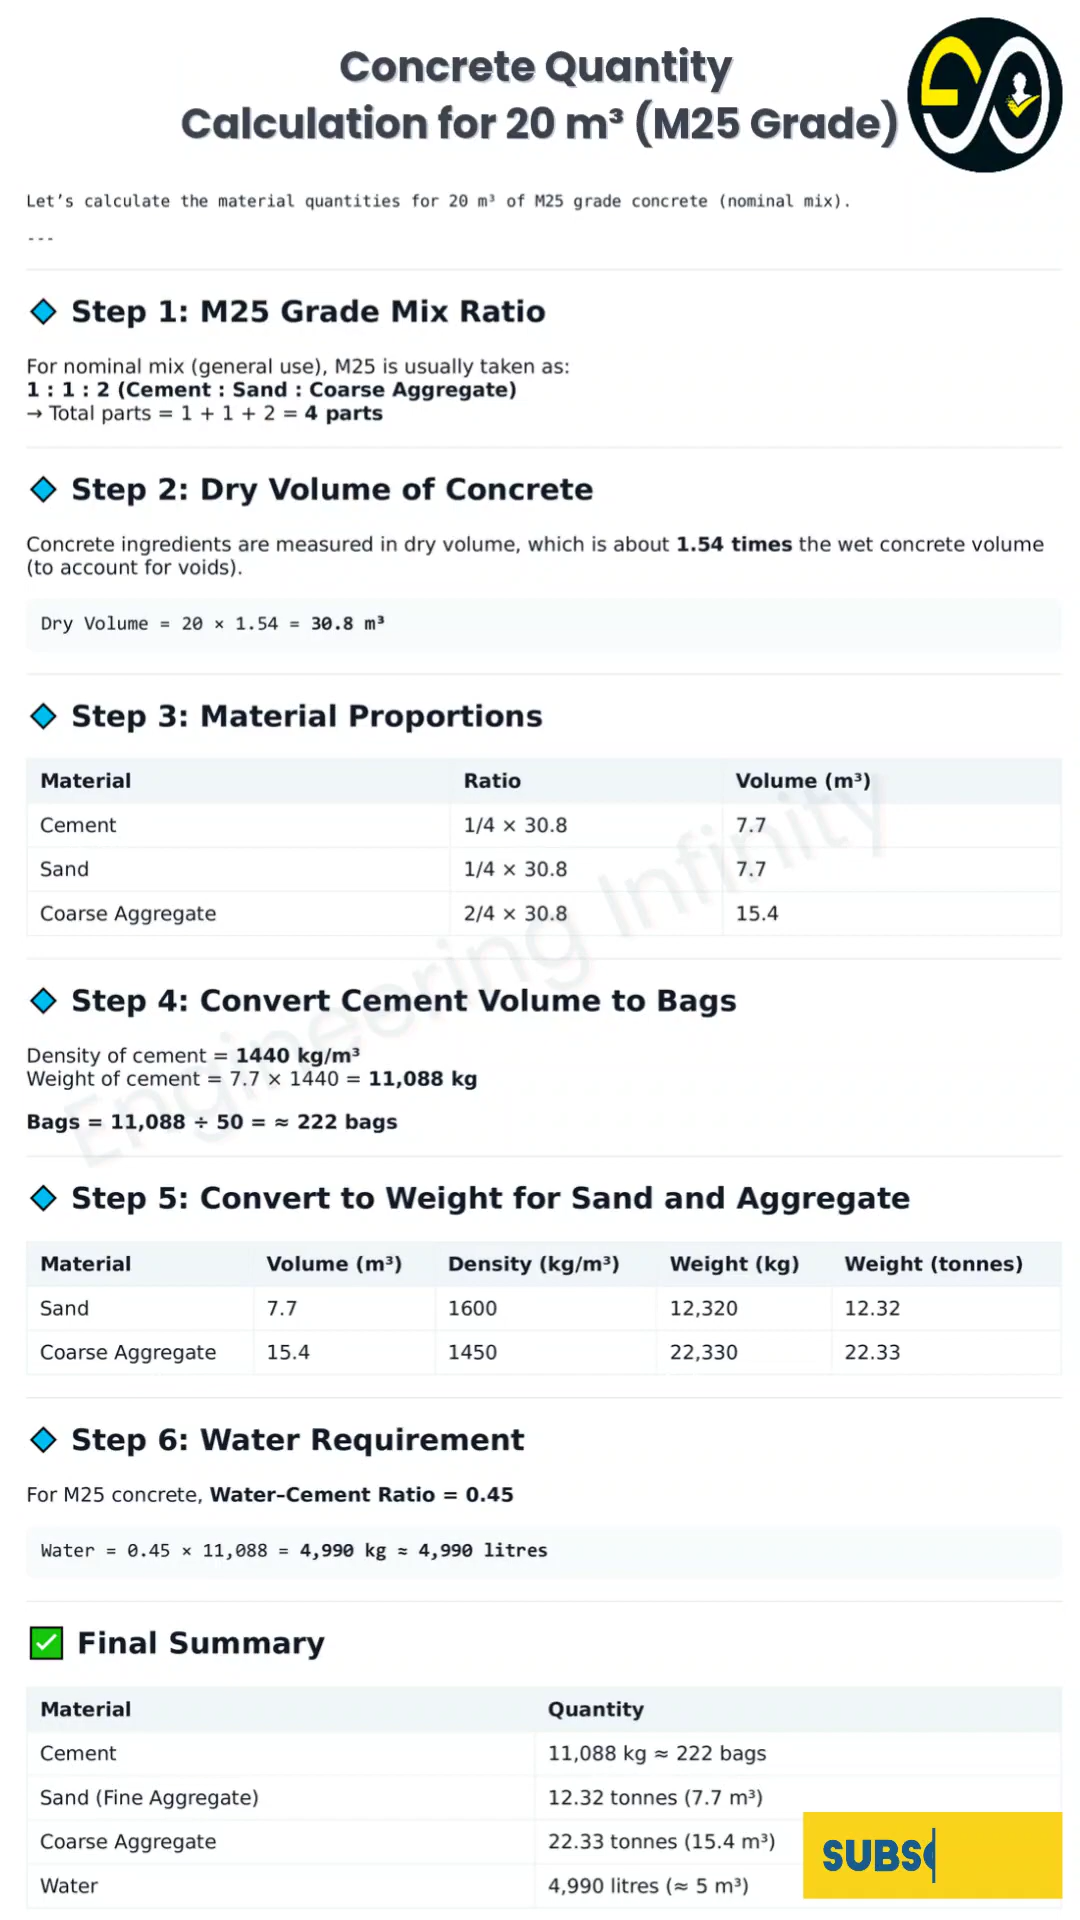 Concrete Quantity
Calculation for 20 m³ (M25 Grade)
Let’s calculate the material quantities for 20 m³ of M25 grade concrete (nominal mix).
---
Step 1: M25 Grade Mix Ratio
For nominal mix (general use), M25 is usually taken as:
1 : 1 : 2 (Cement : Sand : Coarse Aggregate)
→ Total parts = 1 + 1 + 2 = 4 parts
Step 2: Dry Volume of Concrete
Concrete ingredients are measured in dry volume, which is about 1.54 times the wet concrete volume
(to account for voids).
Dry Volume = 20 × 1.54 = 30.8 m³
Step 3: Material Proportions
Material Ratio Volume (m³)
Cement 1/4 × 30.8 7.7
Sand 1/4 × 30.8 7.7
Coarse Aggregate 2/4 × 30.8 15.4
Engineering Infinity
Step 4: Convert Cement Volume to Bags
Density of cement = 1440 kg/m³
Weight of cement = 7.7 × 1440 = 11,088 kg
Bags = 11,088 ÷ 50 = ≈ 222 bags
Step 5: Convert to Weight for Sand and Aggregate
Material Volume (m³) Density (kg/m³) Weight (kg) Weight (tonnes)
Sand 7.7 1600 12,320 12.32
Coarse Aggregate 15.4 1450 22,330 22.33
Step 6: Water Requirement
For M25 concrete, Water–Cement Ratio = 0.45
Water = 0.45 × 11,088 = 4,990 kg ≈ 4,990 litres
Final Summary
Material Quantity
Cement 11,088 kg ≈ 222 bags
Sand (Fine Aggregate) 12.32 tonnes (7.7 m³)
Coarse Aggregate 22.33 tonnes (15.4 m³)
Water 4,990 litres (≈ 5 m³)
SUBS